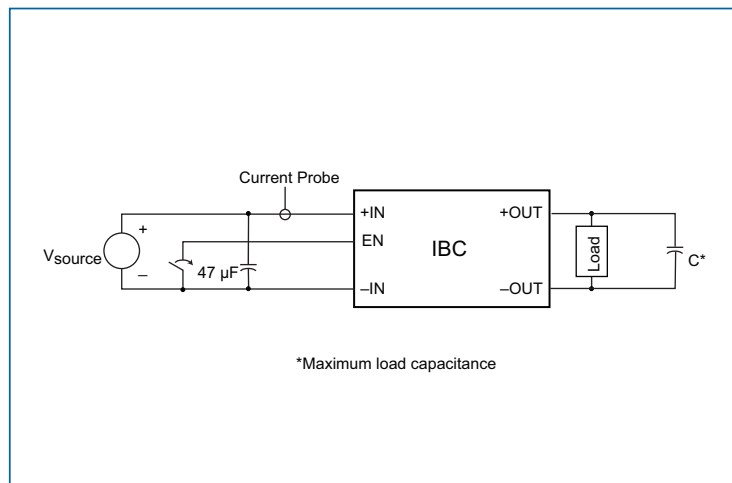 Current Probe
+IN
+OUT
+
EN
IBC
Vsource
Load
C*
–
47 µF
–IN
–OUT
*Maximum load capacitance